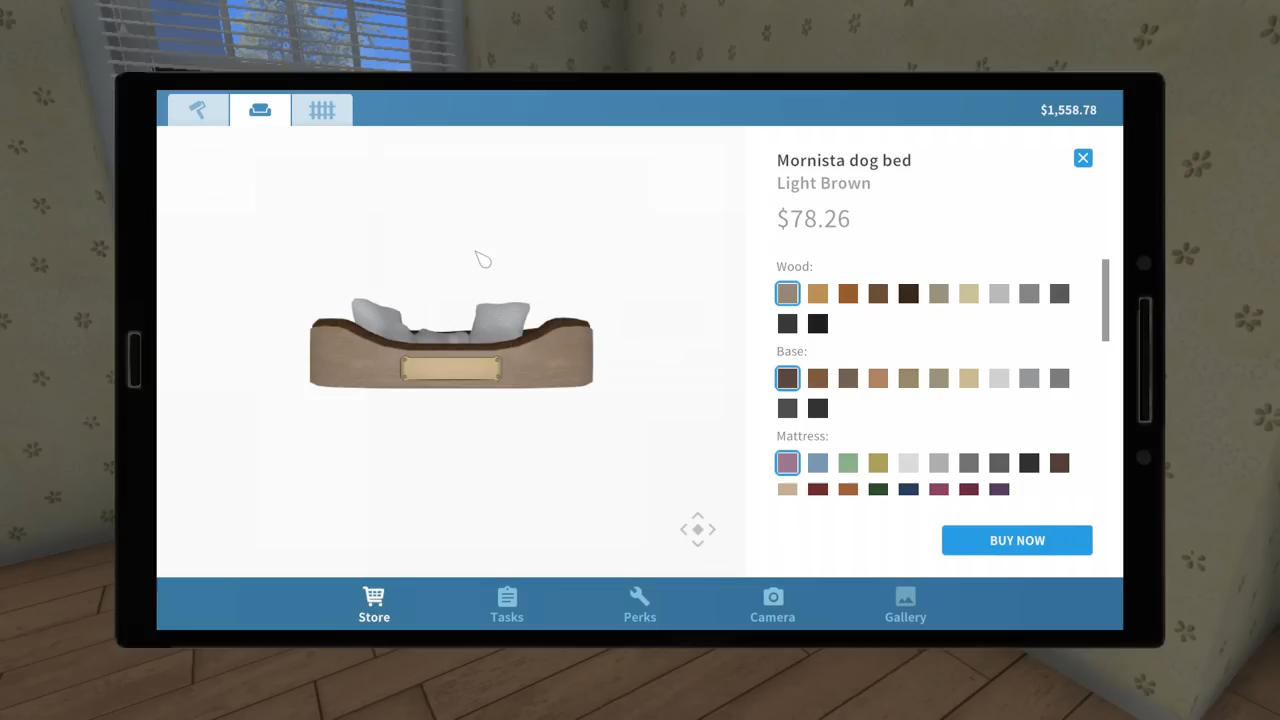 $1,558.78
Mornista dog bed
Light Brown
$78.26
Wood:
Base:
Mattress:
BUY NOW
Store
Tasks
Perks
Camera
Gallery